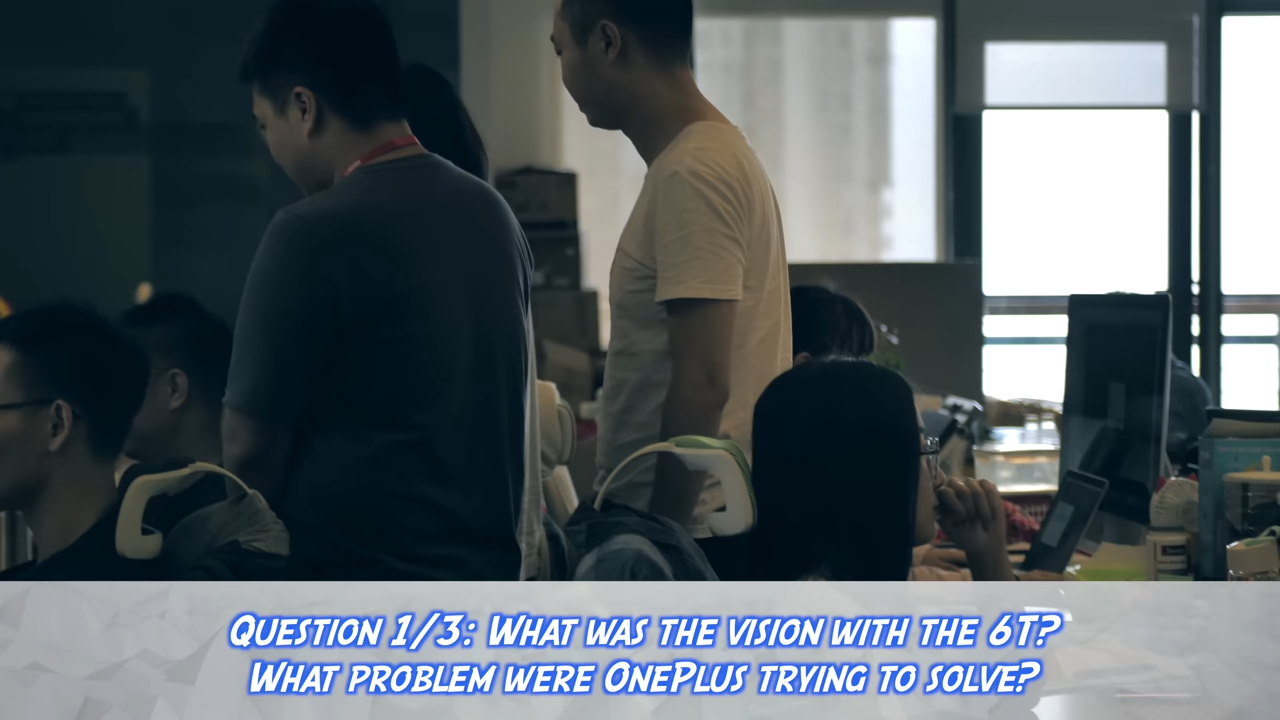 Question 1/3: What was the vision with the 6T?
What problem were OnePlus trying to solve?